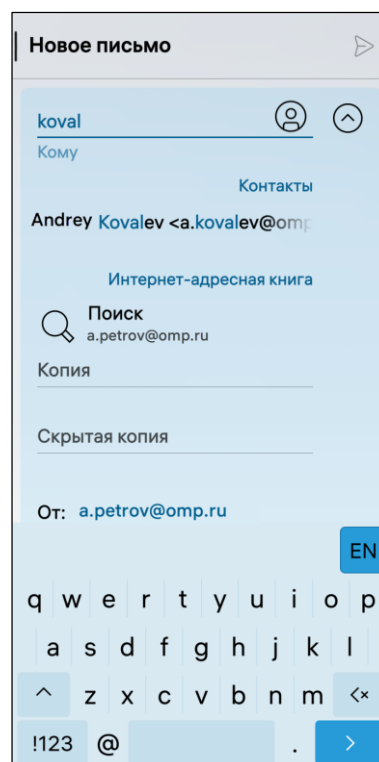 Новое письмо
koval
Кому
Контакты
Andrey Kovalev <a.kovalev@omp
Интернет-адресная книга
Поиск
a.petrov@omp.ru
Копия
Скрытая копия
От: a.petrov@omp.ru
EN
q w e r t y u i o p
a s d f g h j k l
z x c v b n m
!123 @ .